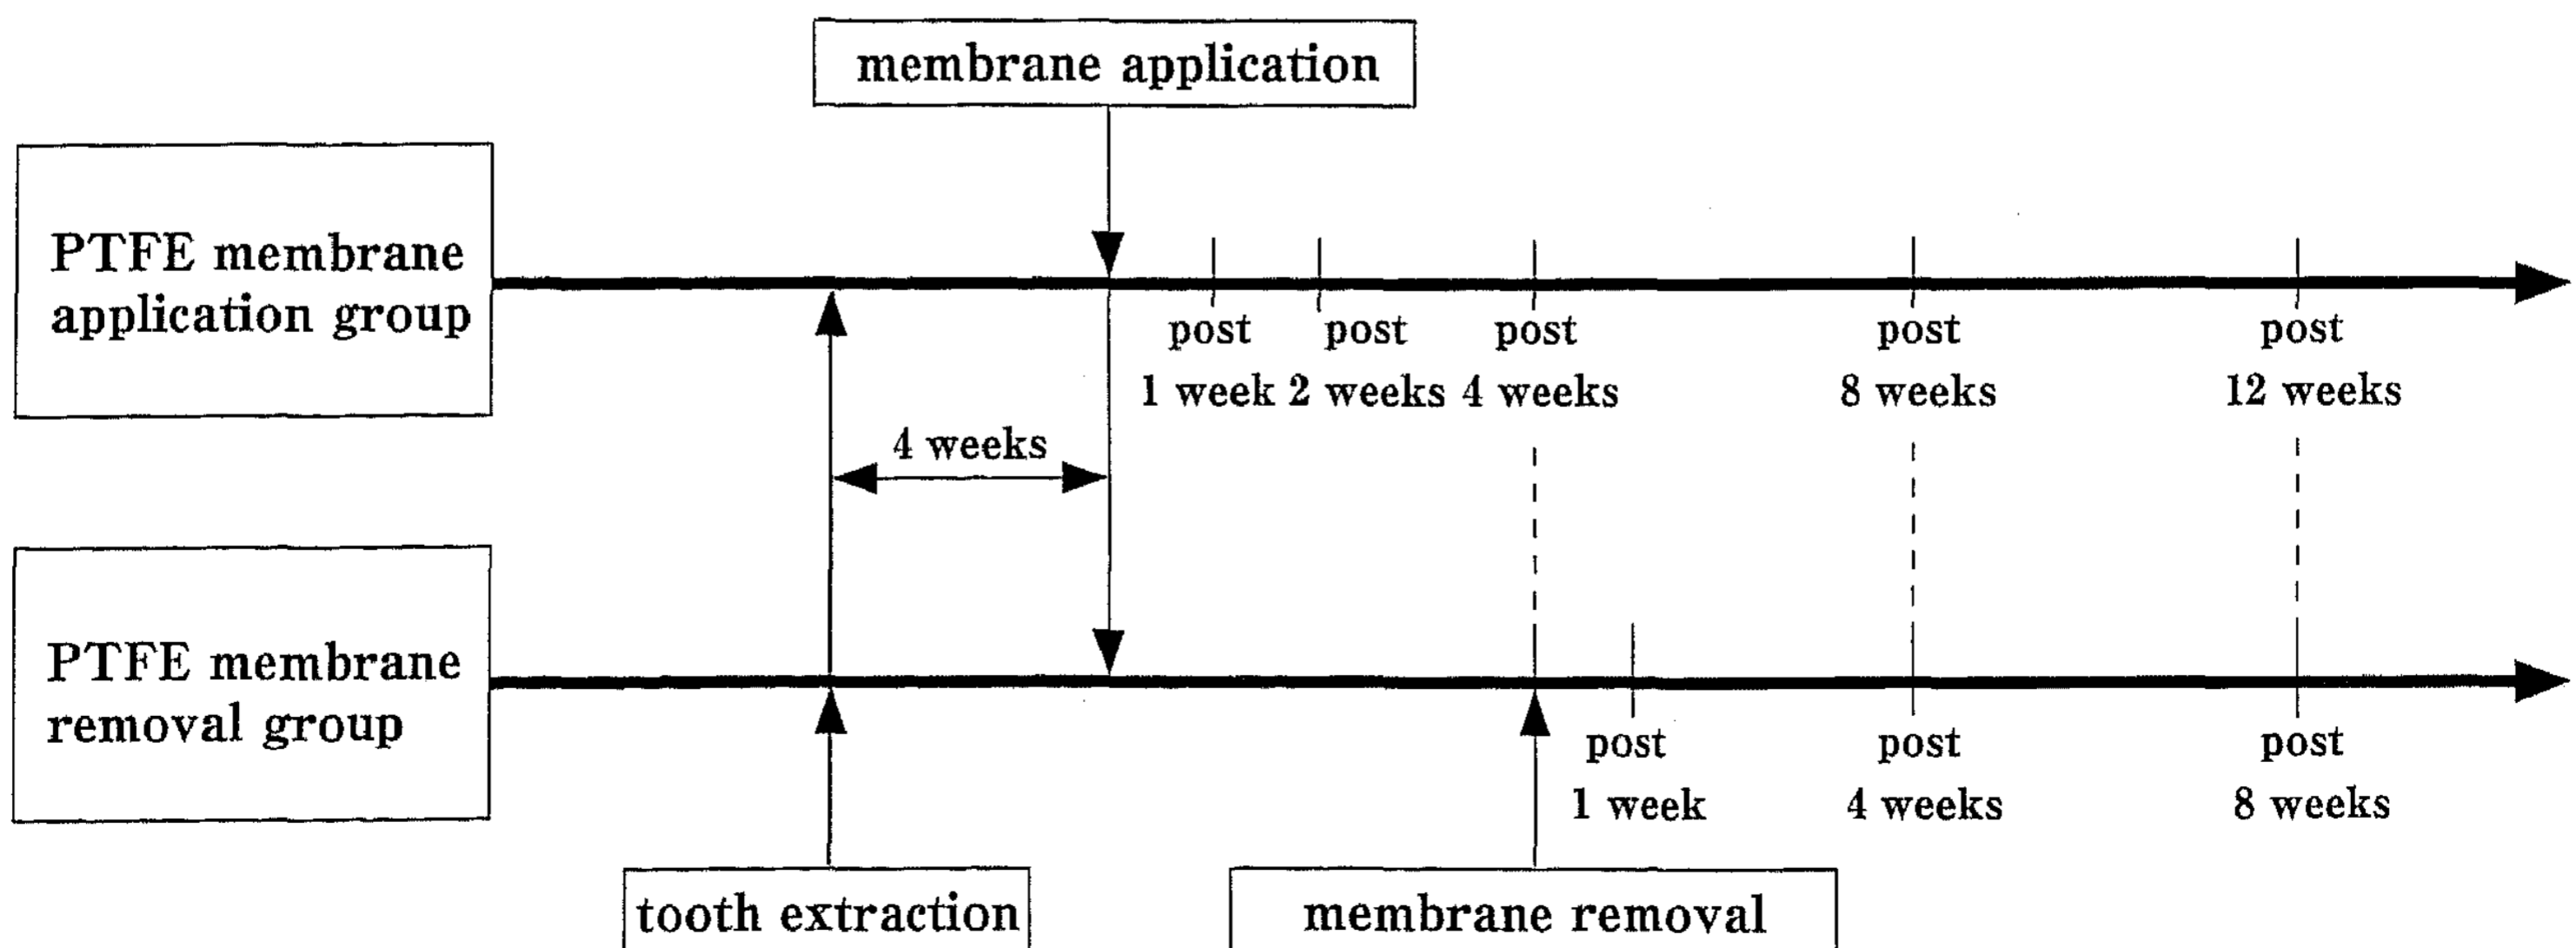 membrane application
PTFE membrane
application group
post post post post post
1 week 2 weeks 4 weeks 8 weeks 12 weeks
4 weeks
PTFE membrane
removal group
post post post
1 week 4 weeks 8 weeks
tooth extraction membrane removal